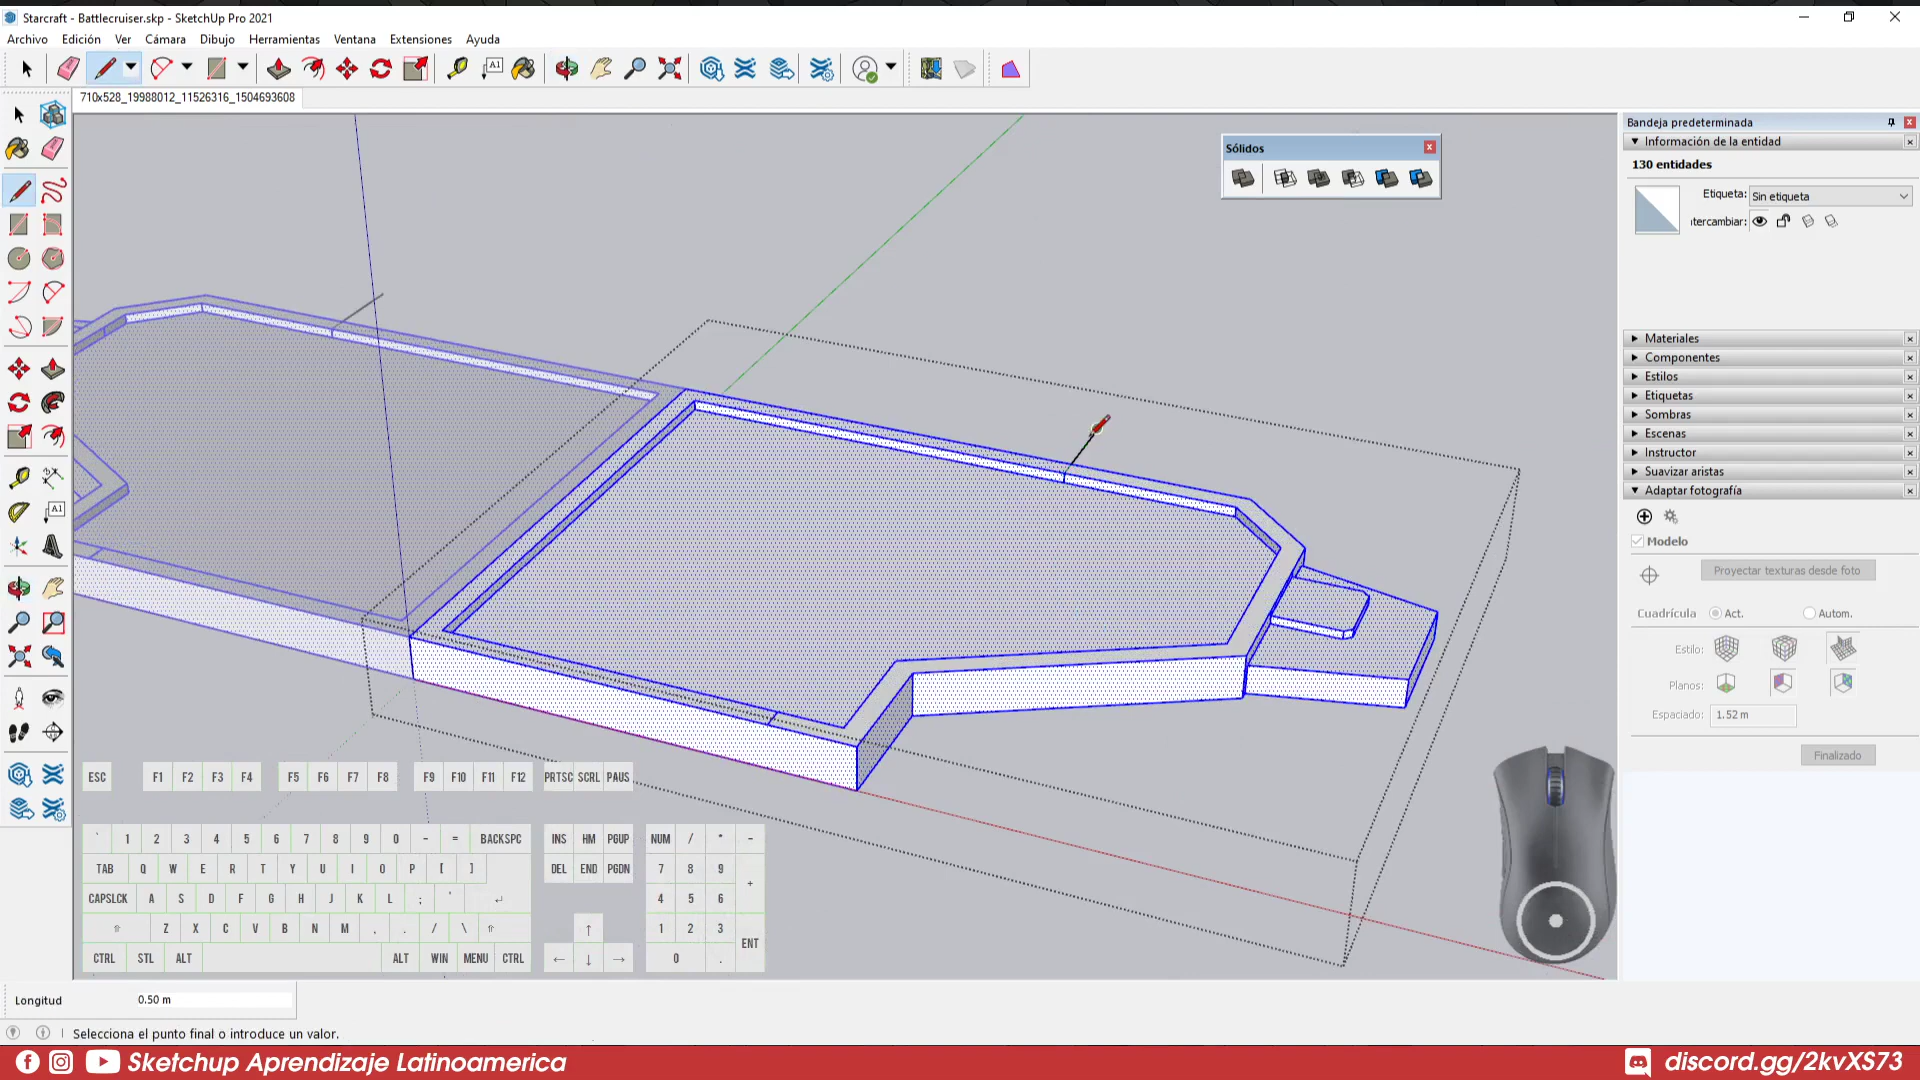 Starcraft - Battlecruiser.skp - SketchUp Pro 2021
Archivo Edición Ver Cámara Dibujo Herramientas Ventana Extensiones Ayuda
A1
710x528_19988012_11526316_1504693608
Sólidos
A1
Bandeja predeterminada
Información de la entidad
130 entidades
Etiqueta: Sin etiqueta
ntercambiar:
Materiales
Componentes
Estilos
Etiquetas
Sombras
Escenas
Instructor
Suavizar aristas
Adaptar fotografía
Modelo
Proyectar texturas desde foto
Cuadrícula Act. Autom.
Estilo:
Planos:
Espaciado: 1.52 m
Finalizado
ESC F1 F2 F3 F4 F5 F6 F7 F8 F9 F10 F11 F12 PRTSC SCRL PAUS
` 1 2 3 4 5 6 7 8 9 0 - = BACKSPC INS HM PGUP NUM / * -
TAB Q W E R T Y U I O P [ ] DEL END PGDN 7 8 9 +
CAPSLCK A S D F G H J K L ; ' ↵ 4 5 6
⇧ Z X C V B N M , . / \ ⇧ ↑ 1 2 3 ENT
CTRL STL ALT ALT WIN MENU CTRL ← ↓ → 0 .
Longitud 0.50 m
Selecciona el punto final o introduce un valor.
Sketchup Aprendizaje Latinoamerica
discord.gg/2kvXS73